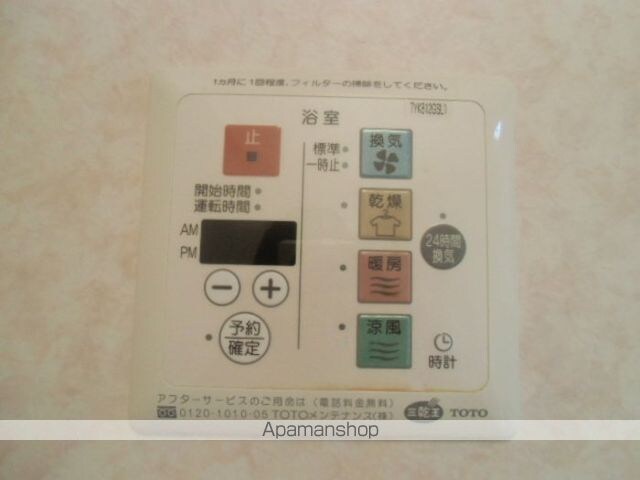 1ヵ月に1回程度、フィルターの掃除をしてください。
浴室
止
標準
一時止
換気
開始時間
運転時間
乾燥
AM
PM
24時間
換気
暖房
予約
確定
涼風
時計
アフターサービスのご用命は（電話料金無料）
0120-1010-05 TOTOメンテナンス(株)
三乾王 TOTO
Apamanshop